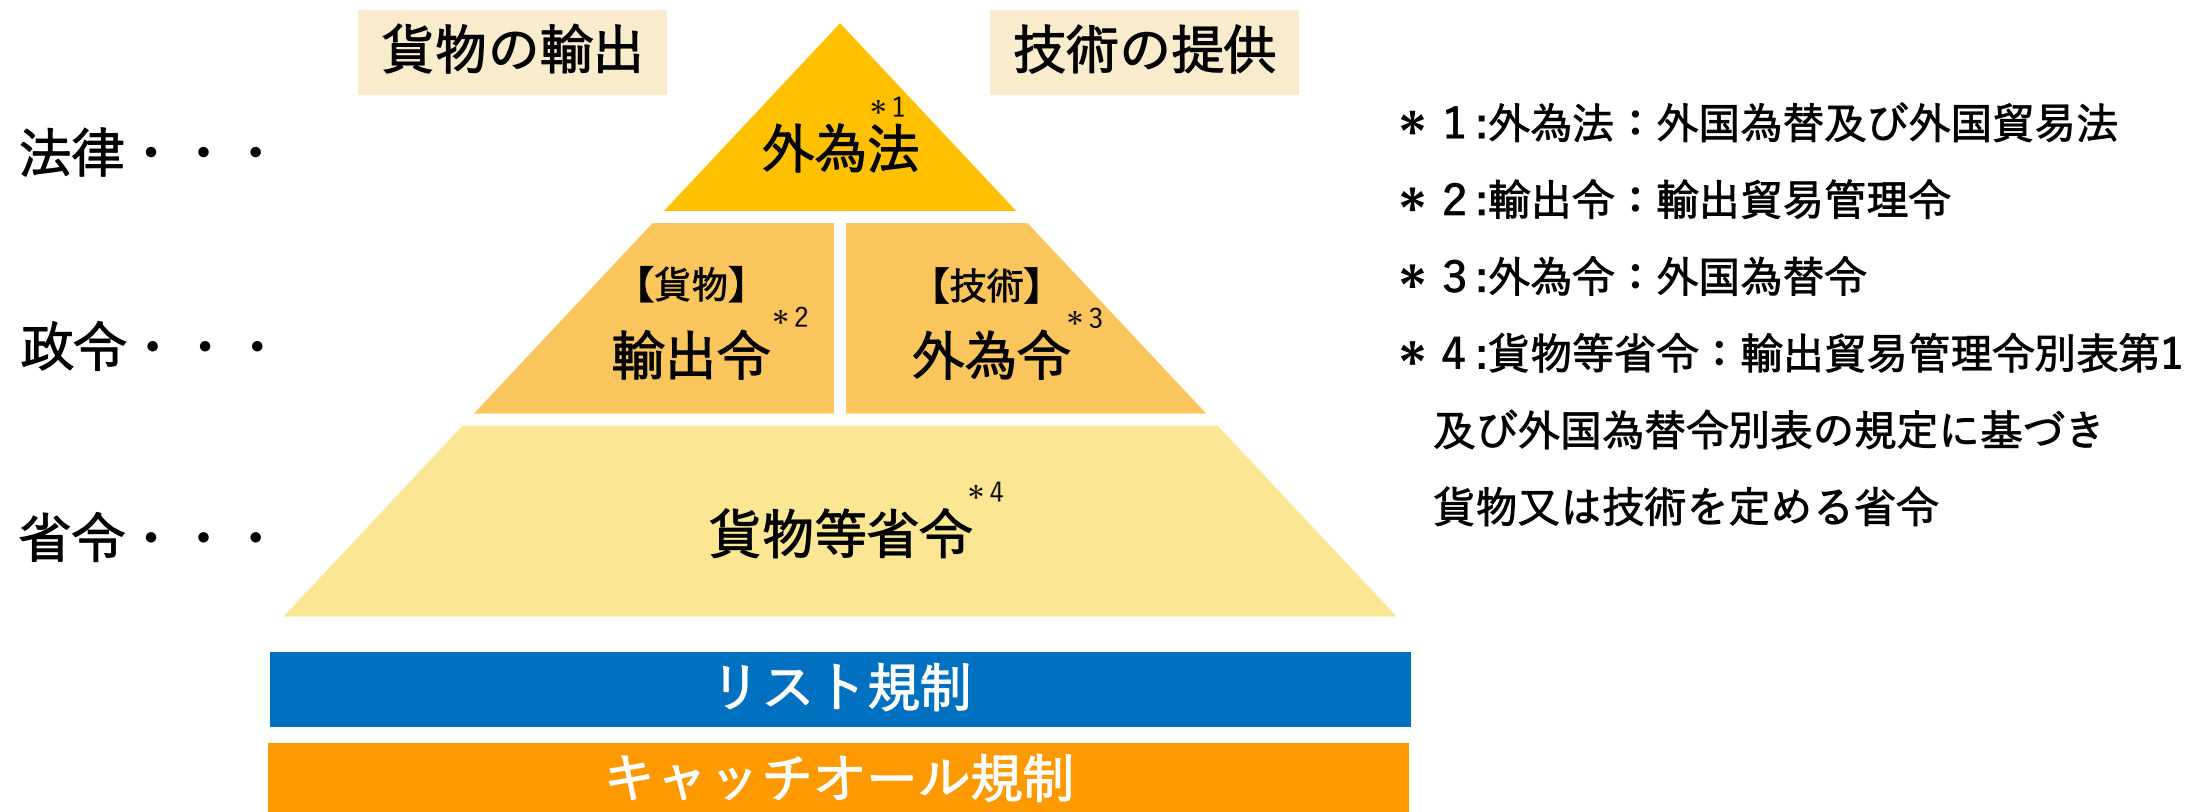 貨物の輸出
技術の提供
法律・・・
＊1
外為法
政令・・・
【貨物】
輸出令＊2
【技術】
外為令＊3
省令・・・
貨物等省令＊4
リスト規制
キャッチオール規制
＊1:外為法：外国為替及び外国貿易法
＊2:輸出令：輸出貿易管理令
＊3:外為令：外国為替令
＊4:貨物等省令：輸出貿易管理令別表第1
及び外国為替令別表の規定に基づき
貨物又は技術を定める省令